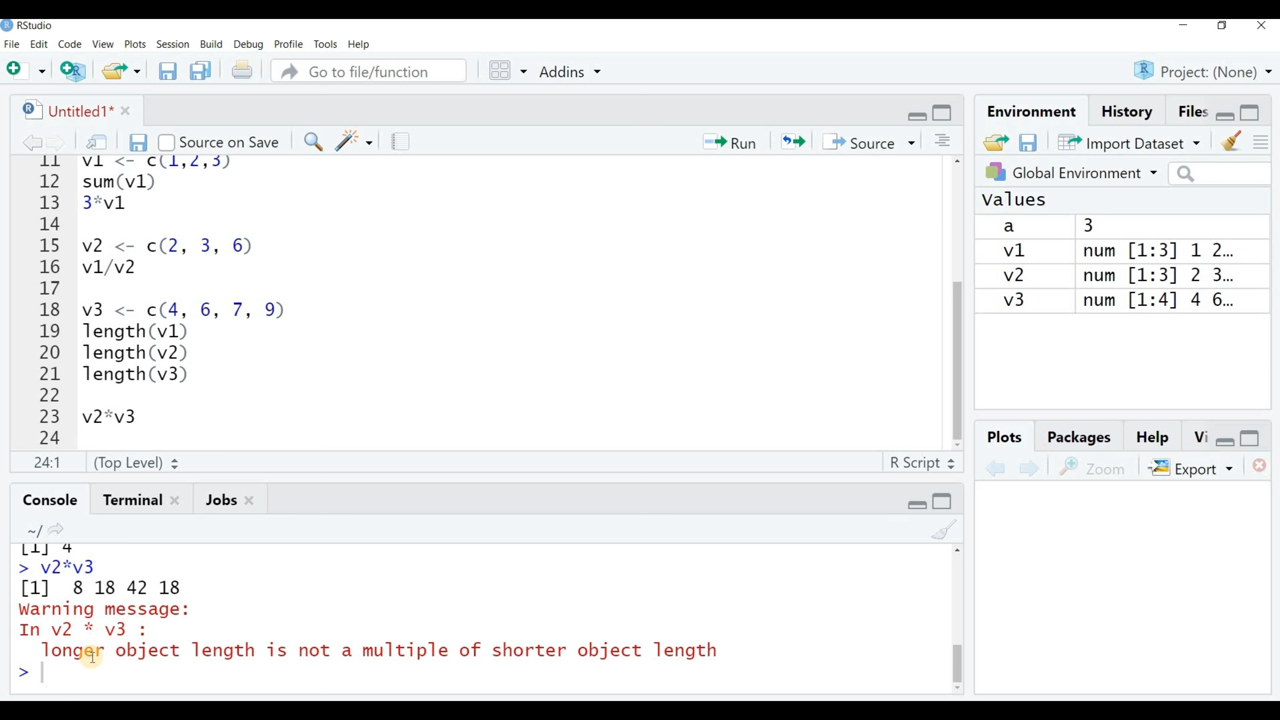 RStudio
File Edit Code View Plots Session Build Debug Profile Tools Help
Go to file/function Addins Project: (None)
Untitled1*
Source on Save Run Source
11 v1 <- c(1,2,3)
12 sum(v1)
13 3*v1
14
15 v2 <- c(2, 3, 6)
16 v1/v2
17
18 v3 <- c(4, 6, 7, 9)
19 length(v1)
20 length(v2)
21 length(v3)
22
23 v2*v3
24
24:1 (Top Level) R Script
Console Terminal Jobs
~/
[1] 4
> v2*v3
[1]  8 18 42 18
Warning message:
In v2 * v3 :
longer object length is not a multiple of shorter object length
>
Environment History Files
Import Dataset
Global Environment
Values
a 3
v1 num [1:3] 1 2…
v2 num [1:3] 2 3…
v3 num [1:4] 4 6…
Plots Packages Help Vi
Zoom Export